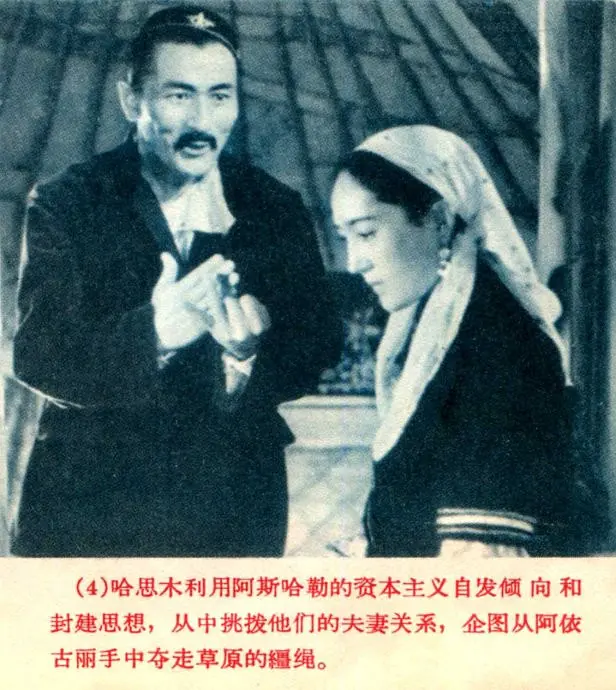 (4)哈思木利用阿斯哈勒的资本主义自发倾向和
封建思想，从中挑拨他们的夫妻关系，企图从阿依
古丽手中夺走草原的缰绳。